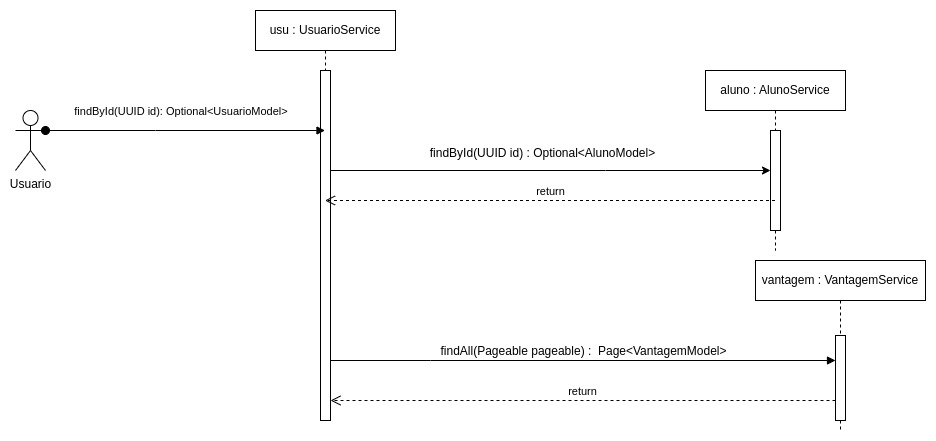 usu : UsuarioService
aluno : AlunoService
findById(UUID id): Optional<UsuarioModel>
findById(UUID id) : Optional<AlunoModel>
Usuario
return
vantagem : VantagemService
findAll(Pageable pageable) :  Page<VantagemModel>
return